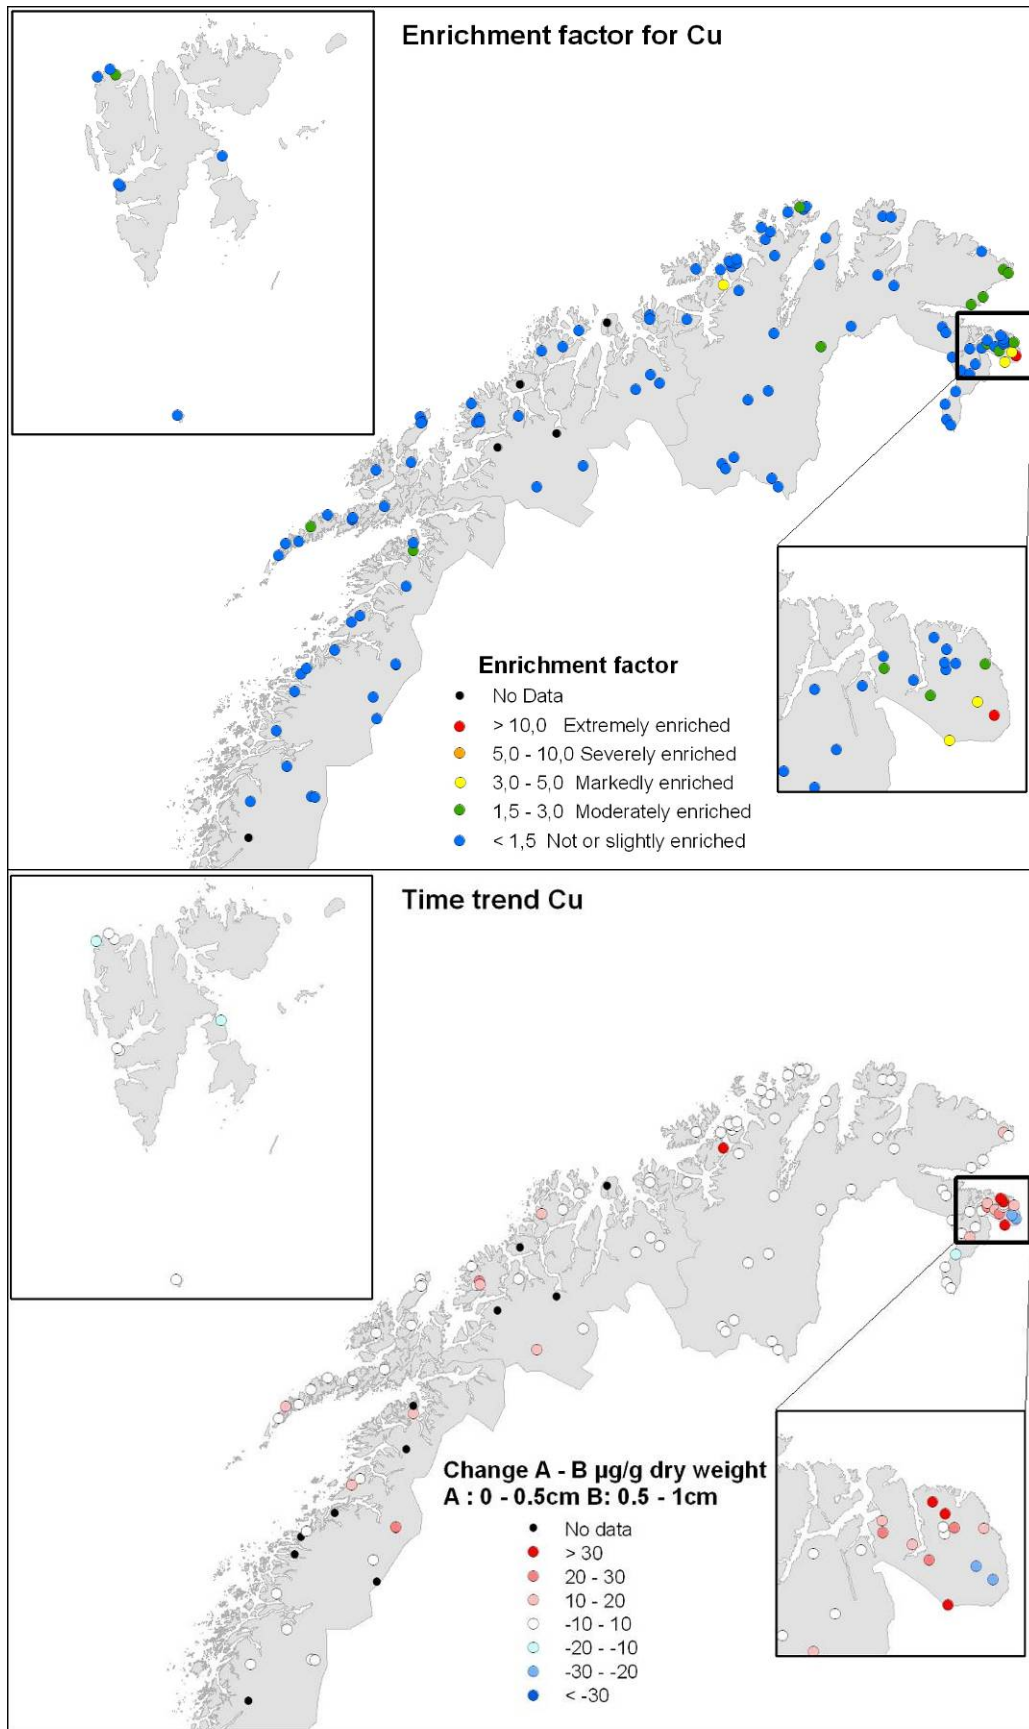 Enrichment factor for Cu
Enrichment factor
No Data
> 10,0 Extremely enriched
5,0 - 10,0 Severely enriched
3,0 - 5,0 Markedly enriched
1,5 - 3,0 Moderately enriched
< 1,5 Not or slightly enriched
Time trend Cu
Change A - B µg/g dry weight
A : 0 - 0.5cm B: 0.5 - 1cm
No data
> 30
20 - 30
10 - 20
-10 - 10
-20 - -10
-30 - -20
< -30